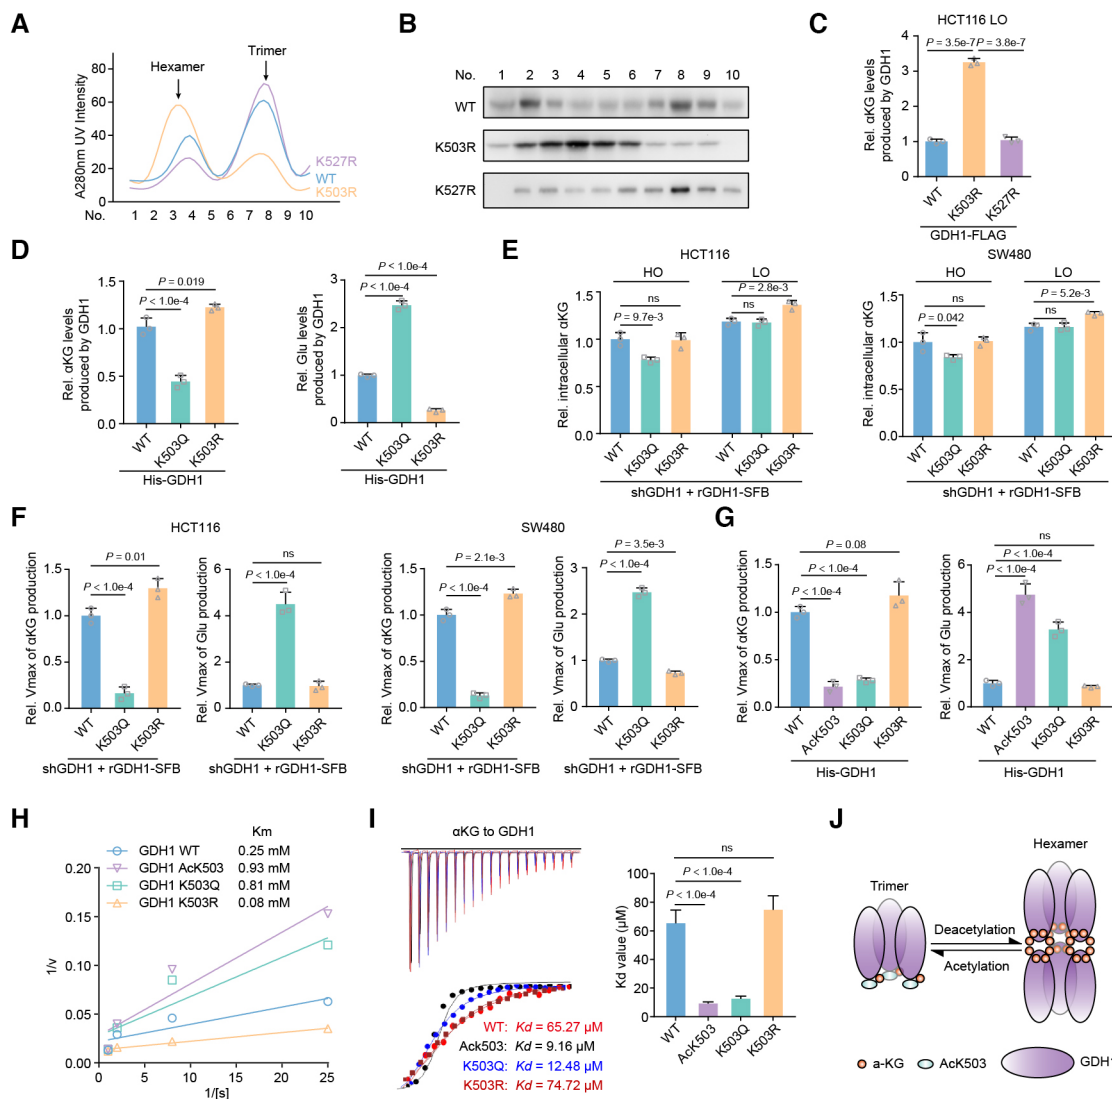 A
Hexamer
Trimer
A280nm UV Intensity
80
60
40
20
0
K527R
WT
K503R
No. 1 2 3 4 5 6 7 8 9 10
B
No. 1 2 3 4 5 6 7 8 9 10
WT
K503R
K527R
C
HCT116 LO
P = 3.5e-7 P = 3.8e-7
Rel. αKG levels
produced by GDH1
4
3
2
1
0
WT K503R K527R
GDH1-FLAG
D
P = 0.019
P < 1.0e-4
Rel. αKG levels
produced by GDH1
1.5
1.0
0.5
0.0
WT K503Q K503R
His-GDH1
P < 1.0e-4
P < 1.0e-4
Rel. Glu levels
produced by GDH1
3
2
1
0
WT K503Q K503R
His-GDH1
E
HCT116
HO LO
ns
P = 9.7e-3
P = 2.8e-3
ns
Rel. intracellular αKG
1.5
1.0
0.5
0.0
WT K503Q K503R WT K503Q K503R
shGDH1 + rGDH1-SFB
SW480
HO LO
ns
P = 0.042
P = 5.2e-3
ns
Rel. intracellular αKG
1.5
1.0
0.5
0.0
WT K503Q K503R WT K503Q K503R
shGDH1 + rGDH1-SFB
F
HCT116
P = 0.01
P < 1.0e-4
Rel. Vmax of αKG production
1.5
1.0
0.5
0.0
WT K503Q K503R
shGDH1 + rGDH1-SFB
ns
P < 1.0e-4
Rel. Vmax of Glu production
6
4
2
0
WT K503Q K503R
shGDH1 + rGDH1-SFB
SW480
P = 2.1e-3
P < 1.0e-4
Rel. Vmax of αKG production
1.5
1.0
0.5
0.0
WT K503Q K503R
shGDH1 + rGDH1-SFB
P = 3.5e-3
P < 1.0e-4
Rel. Vmax of Glu production
3
2
1
0
WT K503Q K503R
shGDH1 + rGDH1-SFB
G
P = 0.08
P < 1.0e-4
P < 1.0e-4
Rel. Vmax of αKG production
1.5
1.0
0.5
0.0
WT AcK503 K503Q K503R
His-GDH1
ns
P < 1.0e-4
P < 1.0e-4
Rel. Vmax of Glu production
6
4
2
0
WT AcK503 K503Q K503R
His-GDH1
H
Km
GDH1 WT 0.25 mM
GDH1 AcK503 0.93 mM
GDH1 K503Q 0.81 mM
GDH1 K503R 0.08 mM
1/v
0.20
0.15
0.10
0.05
0.00
0 5 10 15 20 25
1/[s]
I
αKG to GDH1
WT: Kd = 65.27 μM
Ack503: Kd = 9.16 μM
K503Q: Kd = 12.48 μM
K503R: Kd = 74.72 μM
ns
P < 1.0e-4
P < 1.0e-4
Kd value (μM)
100
80
60
40
20
0
WT AcK503 K503Q K503R
J
Hexamer
Trimer
Deacetylation
Acetylation
a-KG AcK503 GDH1